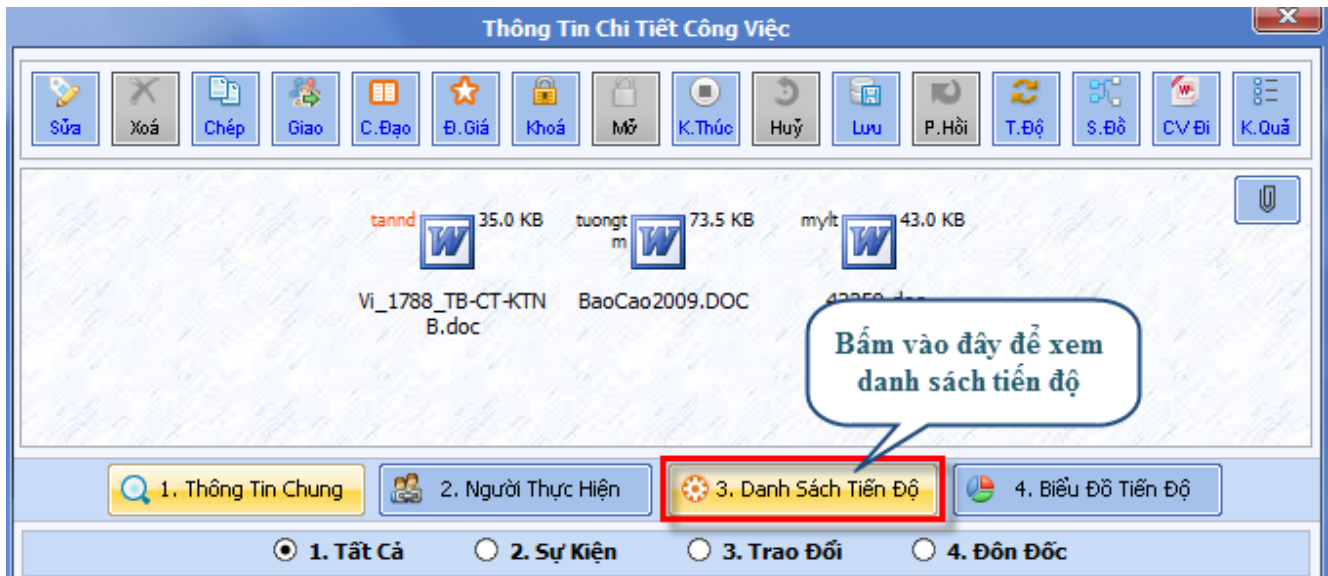 Thông Tin Chi Tiết Công Việc
Sửa Xoá Chép Giao C.Đạo Đ.Giá Khoá Mở K.Thúc Huỷ Lưu P.Hồi T.Độ S.Đồ CV Đi K.Quả
tannd 35.0 KB tuongt 73.5 KB mylt 43.0 KB
m
Vi_1788_TB-CT-KTN BaoCao2009.DOC
B.doc
Bấm vào đây để xem
danh sách tiến độ
1. Thông Tin Chung 2. Người Thực Hiện 3. Danh Sách Tiến Độ 4. Biểu Đồ Tiến Độ
1. Tất Cả 2. Sự Kiện 3. Trao Đổi 4. Đôn Đốc